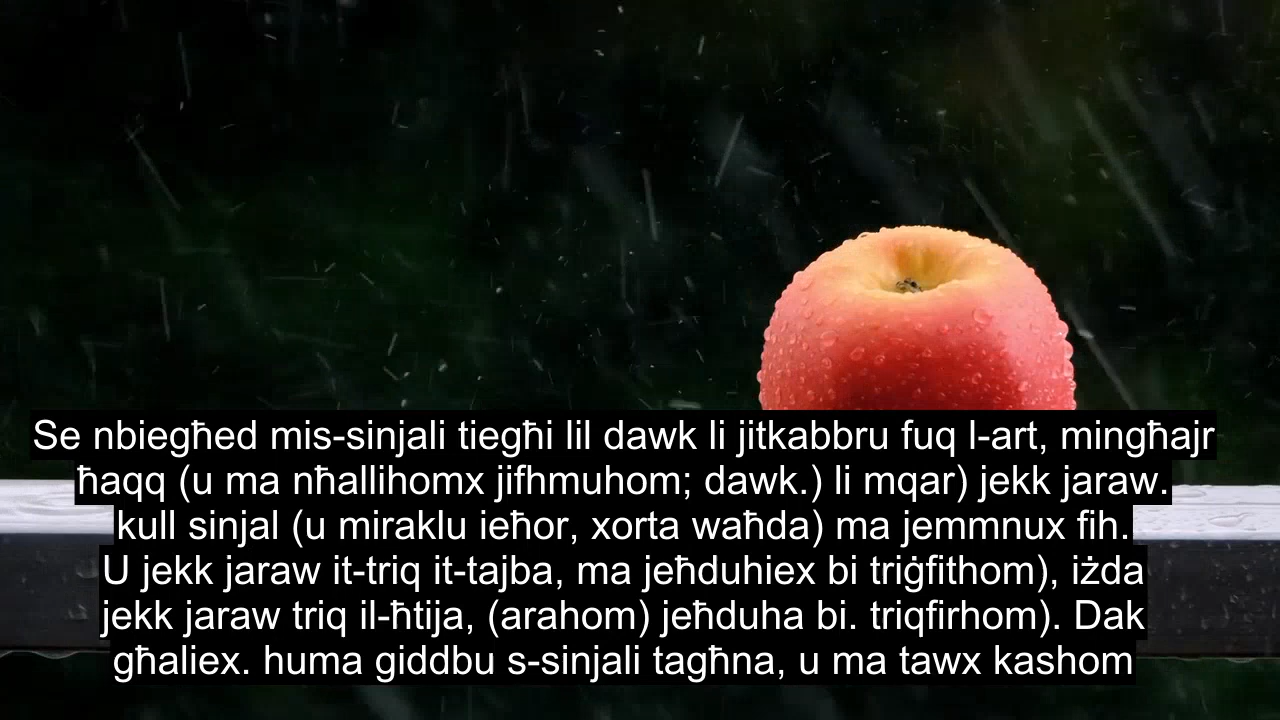 Se nbiegħed mis-sinjali tiegħi lil dawk li jitkabbru fuq l-art, mingħajr
ħaqq (u ma nħallihomx jifhmuhom; dawk.) li mqar) jekk jaraw.
kull sinjal (u miraklu ieħor, xorta waħda) ma jemmnux fih.
U jekk jaraw it-triq it-tajba, ma jeħduhiex bi triġfithom), iżda
jekk jaraw triq il-ħtija, (arahom) jeħduha bi. triqfirhom). Dak
għaliex. huma giddbu s-sinjali tagħna, u ma tawx kashom